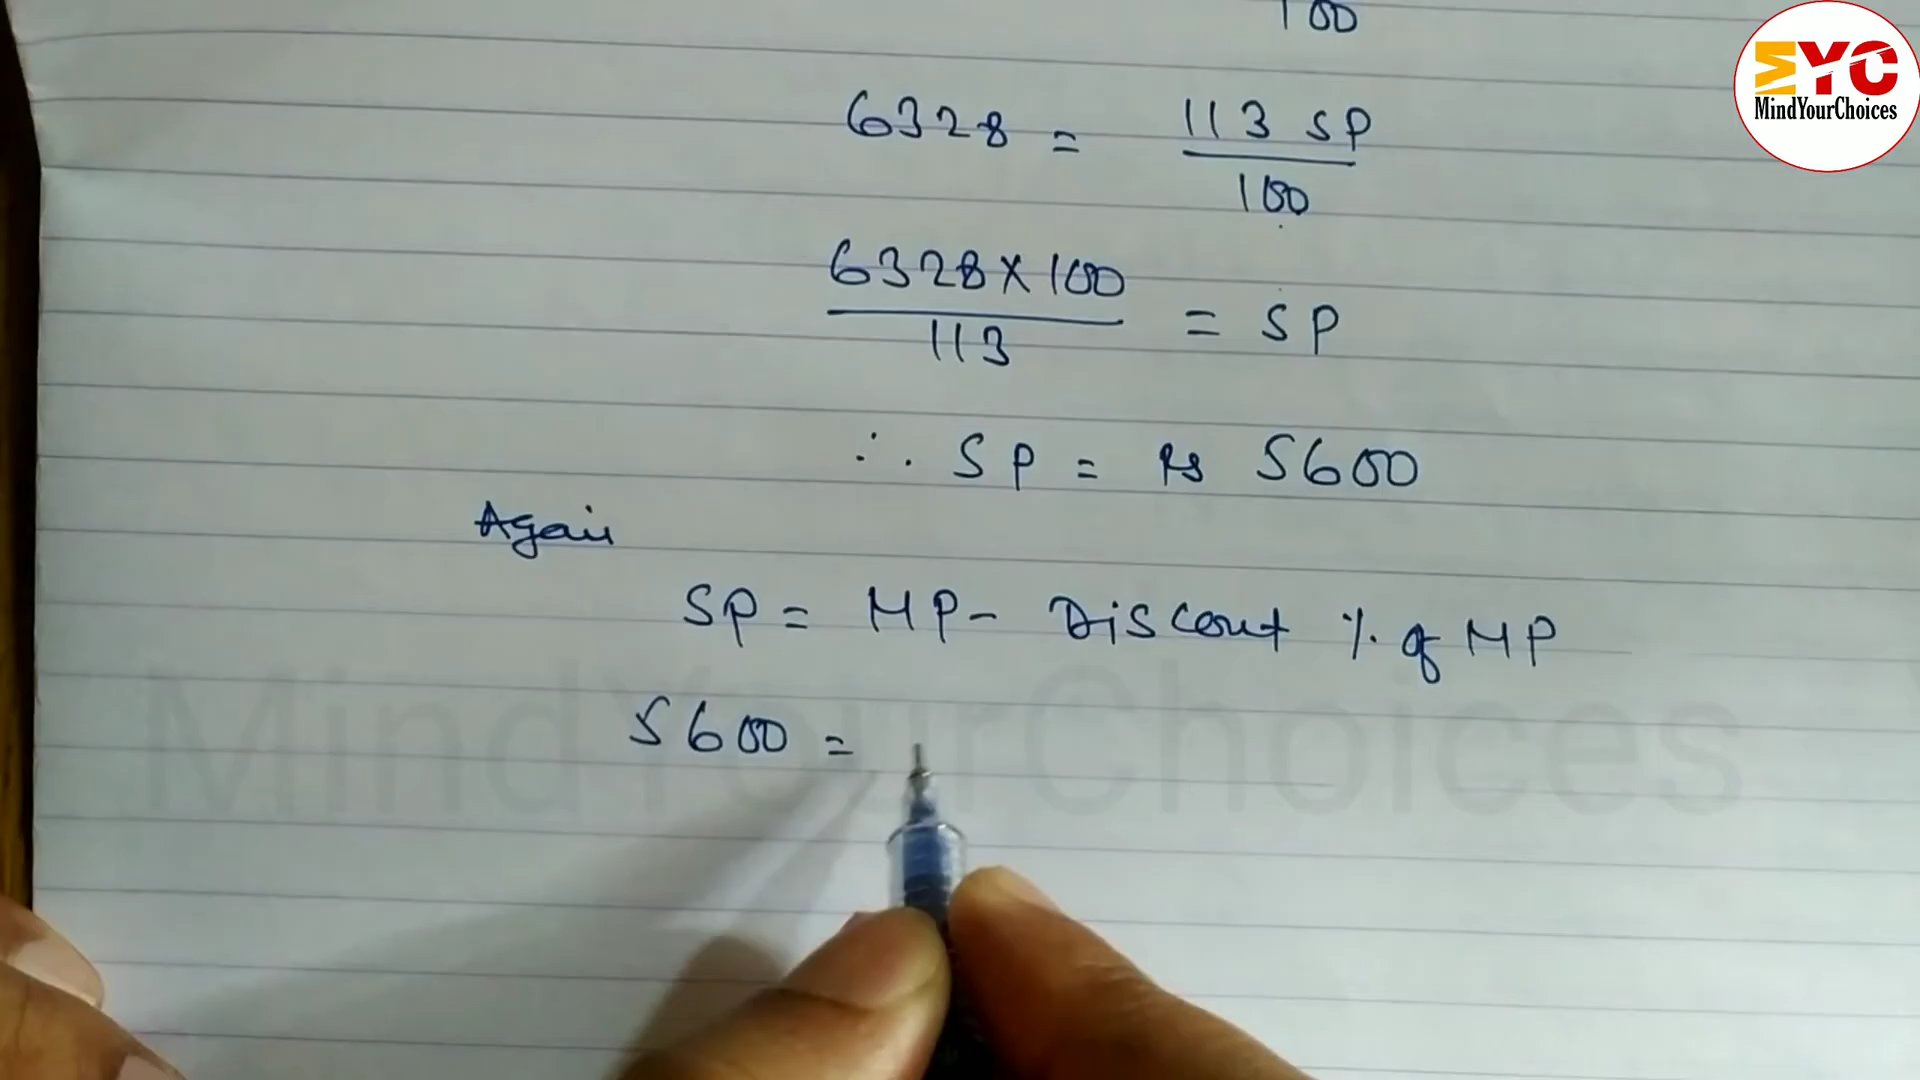 100
MYC
MindYourChoices
6328 = 113 SP
100
6328 × 100 = SP
113
∴ SP = Rs 5600
Again
SP = MP - Discount % of MP
5600 =
MindYourChoices